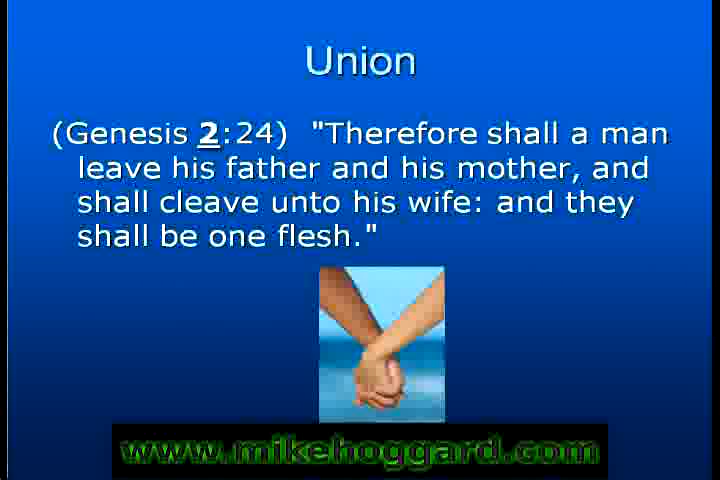 Union
(Genesis 2:24) "Therefore shall a man
leave his father and his mother, and
shall cleave unto his wife: and they
shall be one flesh."
www.mikehoggard.com